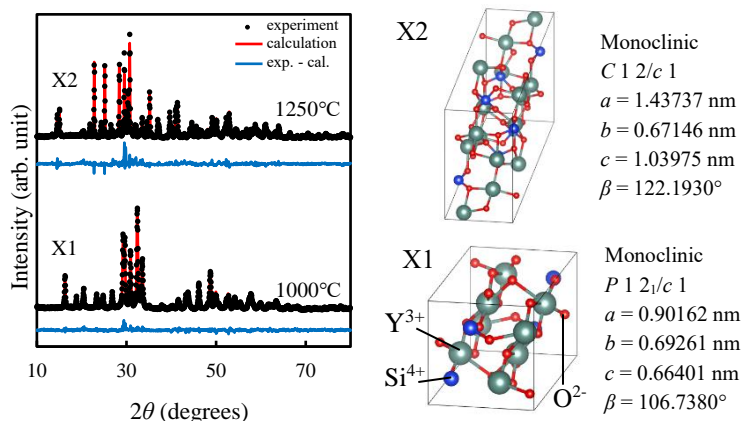 experiment
calculation
exp. - cal.
X2
1250℃
X1
1000℃
Intensity (arb. unit)
10
30
50
70
2θ (degrees)
X2
Monoclinic
C 1 2/c 1
a = 1.43737 nm
b = 0.67146 nm
c = 1.03975 nm
β = 122.1930°
X1
Y³⁺
Si⁴⁺
O²⁻
Monoclinic
P 1 2₁/c 1
a = 0.90162 nm
b = 0.69261 nm
c = 0.66401 nm
β = 106.7380°